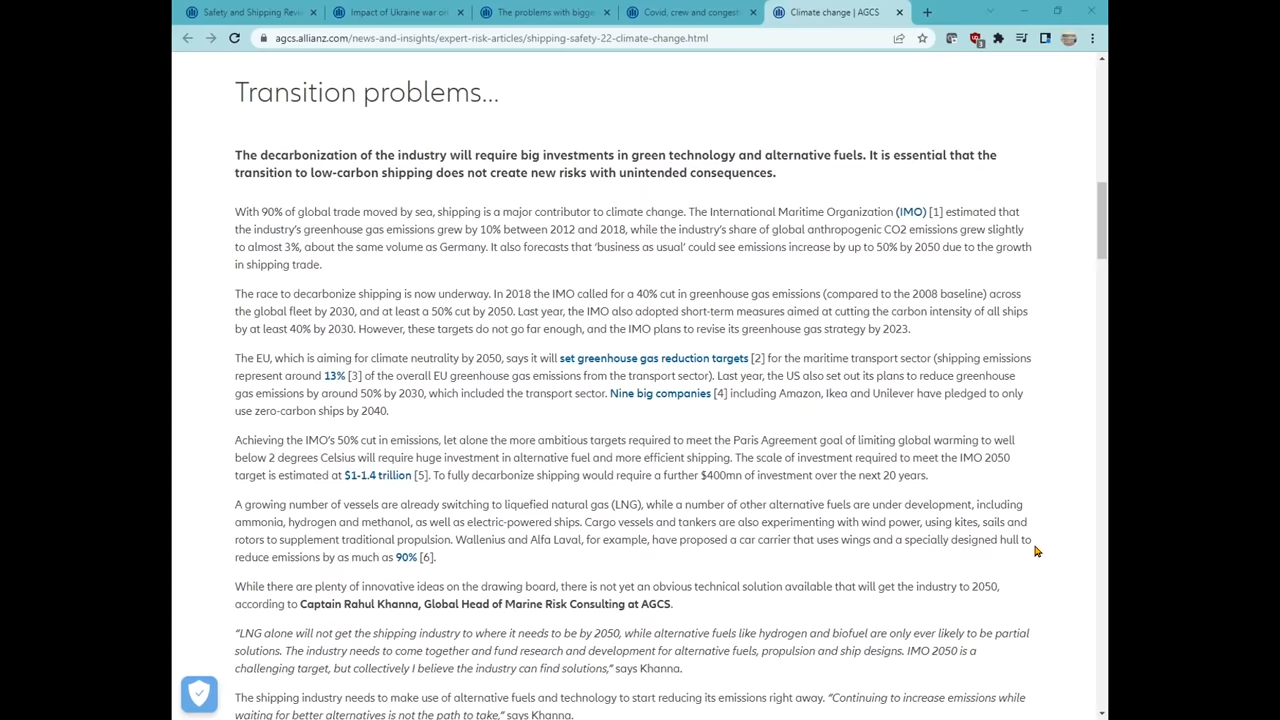 Safety and Shipping Revie
Impact of Ukraine war on
The problems with bigge
Covid, crew and congest
Climate change | AGCS
agcs.allianz.com/news-and-insights/expert-risk-articles/shipping-safety-22-climate-change.html
3
Transition problems...
The decarbonization of the industry will require big investments in green technology and alternative fuels. It is essential that the
transition to low-carbon shipping does not create new risks with unintended consequences.
With 90% of global trade moved by sea, shipping is a major contributor to climate change. The International Maritime Organization (IMO) [1] estimated that
the industry's greenhouse gas emissions grew by 10% between 2012 and 2018, while the industry's share of global anthropogenic CO2 emissions grew slightly
to almost 3%, about the same volume as Germany. It also forecasts that 'business as usual' could see emissions increase by up to 50% by 2050 due to the growth
in shipping trade.
The race to decarbonize shipping is now underway. In 2018 the IMO called for a 40% cut in greenhouse gas emissions (compared to the 2008 baseline) across
the global fleet by 2030, and at least a 50% cut by 2050. Last year, the IMO also adopted short-term measures aimed at cutting the carbon intensity of all ships
by at least 40% by 2030. However, these targets do not go far enough, and the IMO plans to revise its greenhouse gas strategy by 2023.
The EU, which is aiming for climate neutrality by 2050, says it will set greenhouse gas reduction targets [2] for the maritime transport sector (shipping emissions
represent around 13% [3] of the overall EU greenhouse gas emissions from the transport sector). Last year, the US also set out its plans to reduce greenhouse
gas emissions by around 50% by 2030, which included the transport sector. Nine big companies [4] including Amazon, Ikea and Unilever have pledged to only
use zero-carbon ships by 2040.
Achieving the IMO's 50% cut in emissions, let alone the more ambitious targets required to meet the Paris Agreement goal of limiting global warming to well
below 2 degrees Celsius will require huge investment in alternative fuel and more efficient shipping. The scale of investment required to meet the IMO 2050
target is estimated at $1-1.4 trillion [5]. To fully decarbonize shipping would require a further $400mn of investment over the next 20 years.
A growing number of vessels are already switching to liquefied natural gas (LNG), while a number of other alternative fuels are under development, including
ammonia, hydrogen and methanol, as well as electric-powered ships. Cargo vessels and tankers are also experimenting with wind power, using kites, sails and
rotors to supplement traditional propulsion. Wallenius and Alfa Laval, for example, have proposed a car carrier that uses wings and a specially designed hull to
reduce emissions by as much as 90% [6].
While there are plenty of innovative ideas on the drawing board, there is not yet an obvious technical solution available that will get the industry to 2050,
according to Captain Rahul Khanna, Global Head of Marine Risk Consulting at AGCS.
"LNG alone will not get the shipping industry to where it needs to be by 2050, while alternative fuels like hydrogen and biofuel are only ever likely to be partial
solutions. The industry needs to come together and fund research and development for alternative fuels, propulsion and ship designs. IMO 2050 is a
challenging target, but collectively I believe the industry can find solutions," says Khanna.
The shipping industry needs to make use of alternative fuels and technology to start reducing its emissions right away. "Continuing to increase emissions while
waiting for better alternatives is not the path to take," says Khanna.